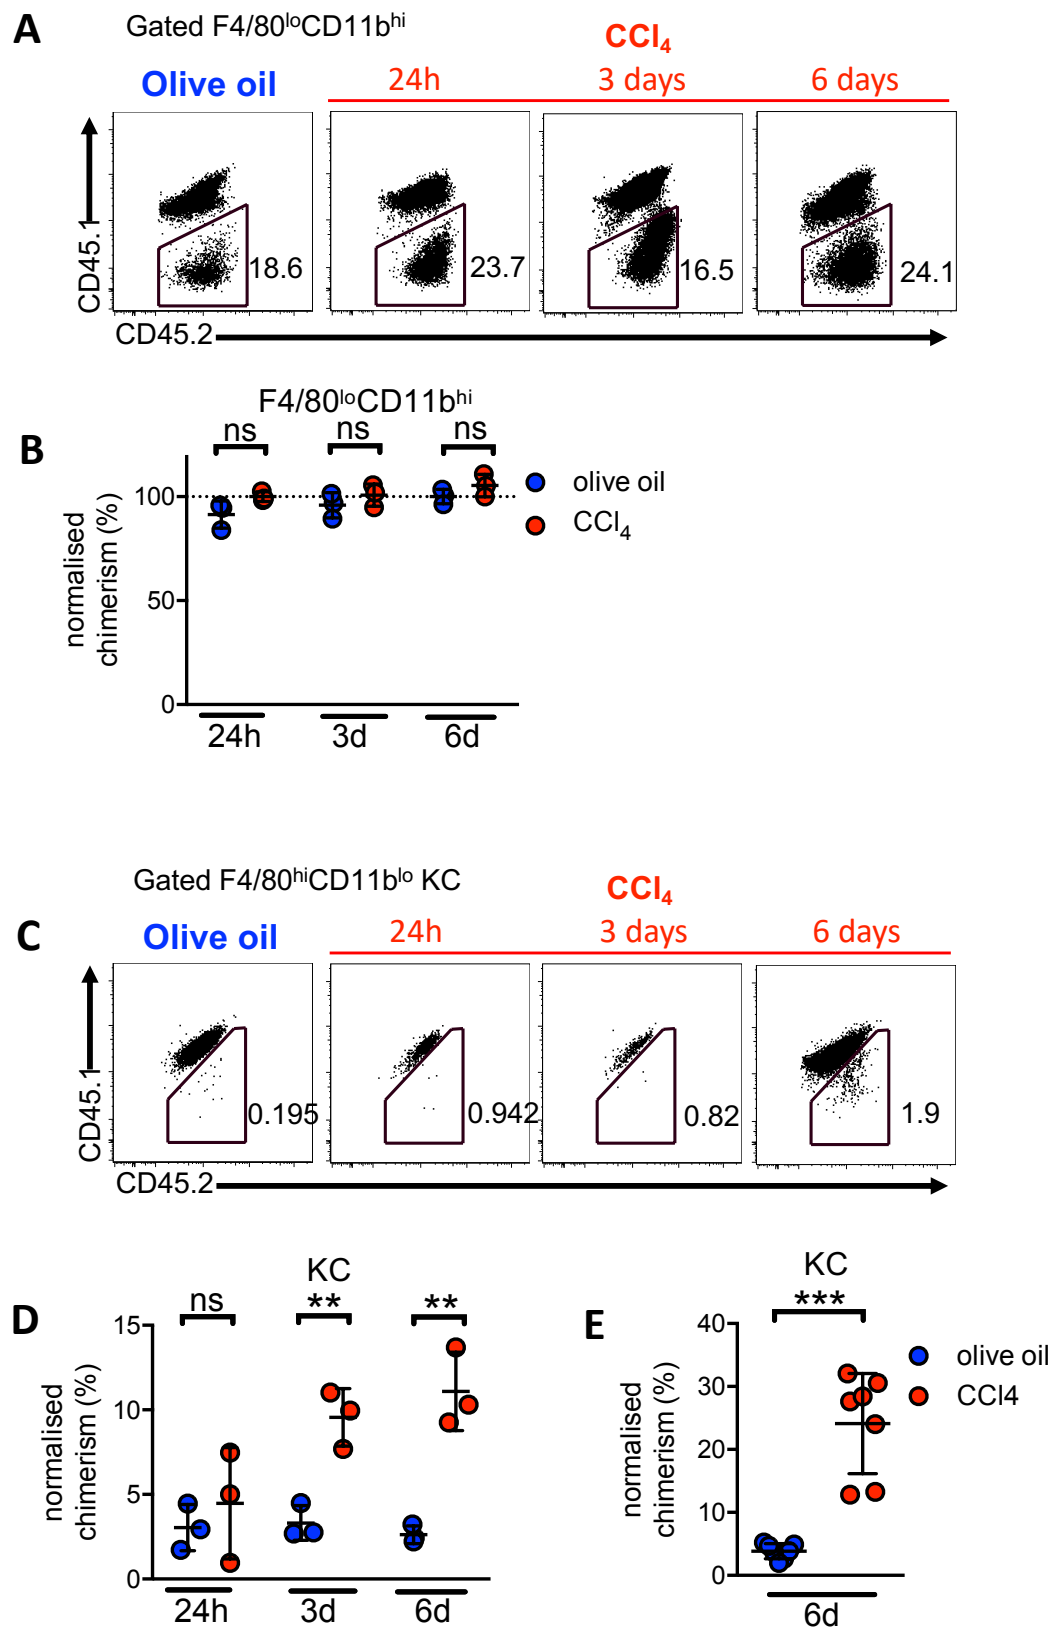 A
Gated F4/80ˡᵒCD11bʰⁱ
CCl₄
Olive oil
24h
3 days
6 days
CD45.1
18.6
23.7
16.5
24.1
CD45.2
F4/80ˡᵒCD11bʰⁱ
B
ns
ns
ns
normalised
chimerism (%)
100
50
0
olive oil
CCl₄
24h
3d
6d
Gated F4/80ʰⁱCD11bˡᵒ KC
CCl₄
C
Olive oil
24h
3 days
6 days
CD45.1
0.195
0.942
0.82
1.9
CD45.2
D
KC
ns
**
**
normalised
chimerism (%)
15
10
5
0
24h
3d
6d
E
KC
***
normalised
chimerism (%)
40
30
20
10
0
olive oil
CCl4
6d